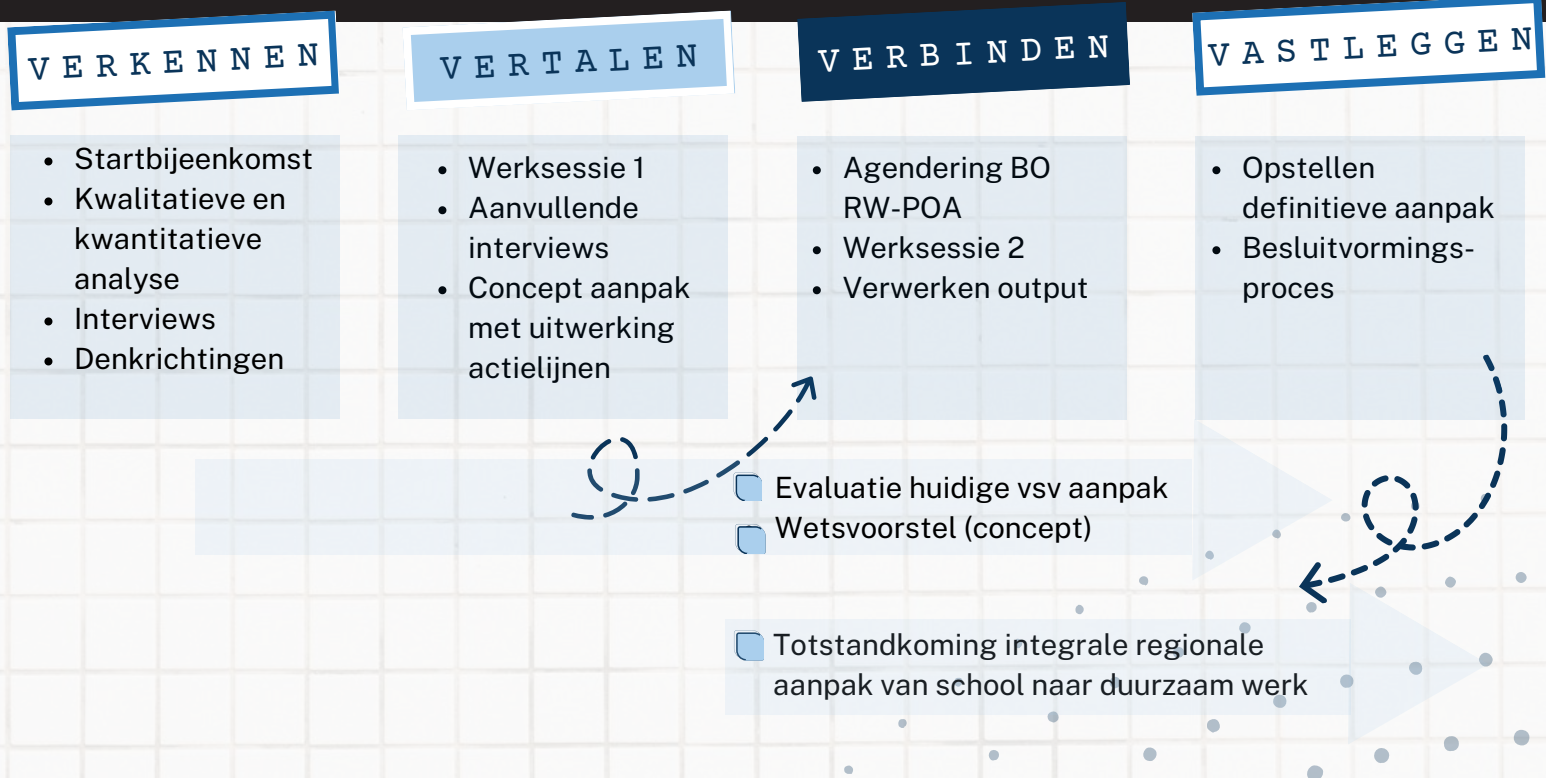 VERKENNEN
• Startbijeenkomst
• Kwalitatieve en
kwantitatieve
analyse
• Interviews
• Denkrichtingen
VERTALEN
• Werksessie 1
• Aanvullende
interviews
• Concept aanpak
met uitwerking
actielijnen
VERBINDEN
• Agendering BO
RW-POA
• Werksessie 2
• Verwerken output
VASTLEGGEN
• Opstellen
definitieve aanpak
• Besluitvormings-
proces
Evaluatie huidige vsv aanpak
Wetsvoorstel (concept)
Totstandkoming integrale regionale
aanpak van school naar duurzaam werk